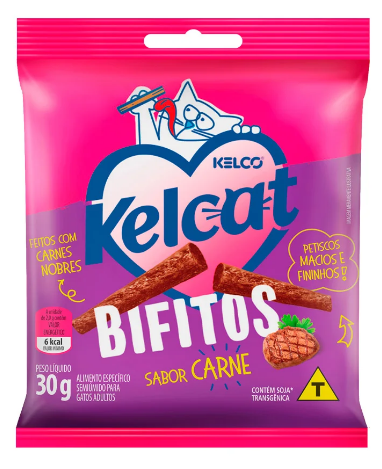 KELCO®
Kelcat
FEITOS COM
CARNES
NOBRES
PETISCOS
MACIOS E
FININHOS!
BIFITOS
SABOR CARNE
6 kcal
PESO LÍQUIDO
30g
ALIMENTO ESPECÍFICO
SEMIÚMIDO PARA
GATOS ADULTOS
CONTÉM SOJA*
TRANSGÊNICA
T